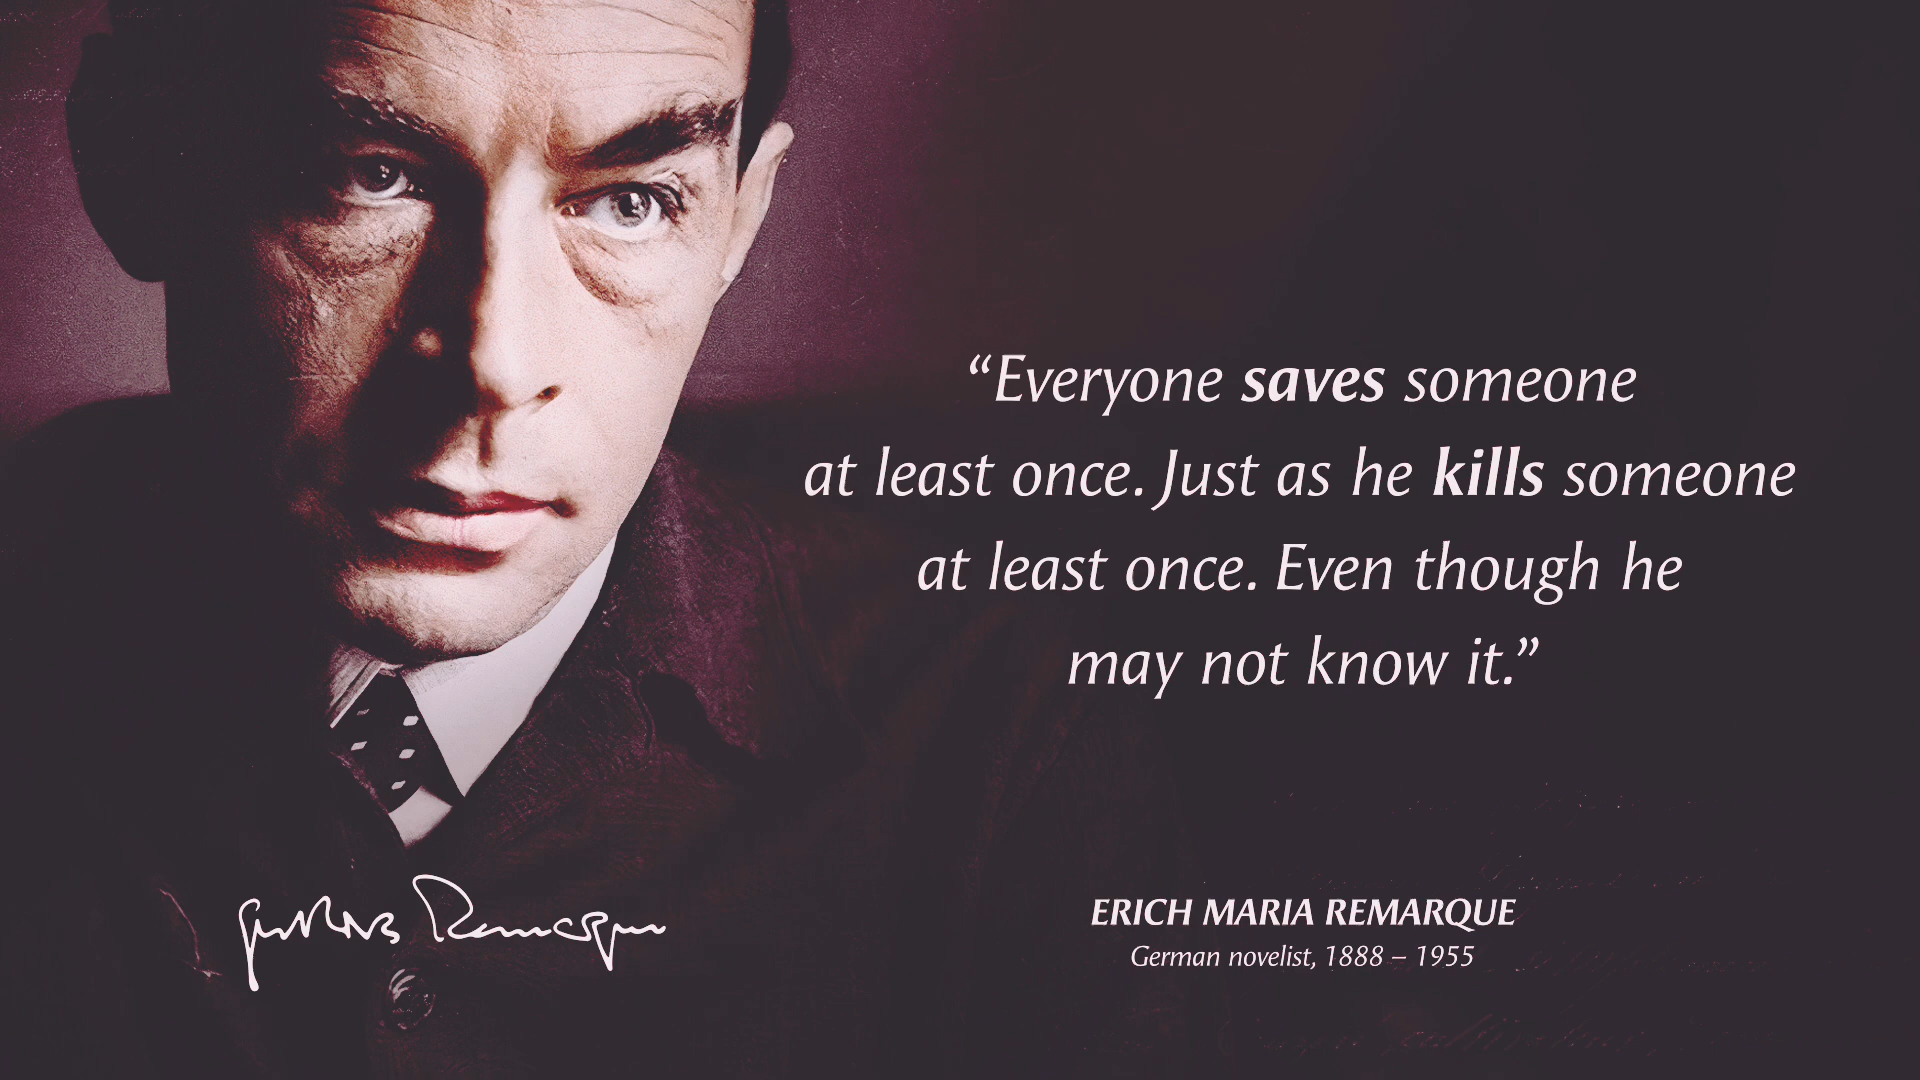 “Everyone saves someone
at least once. Just as he kills someone
at least once. Even though he
may not know it.”
Remarque
ERICH MARIA REMARQUE
German novelist, 1888 – 1955